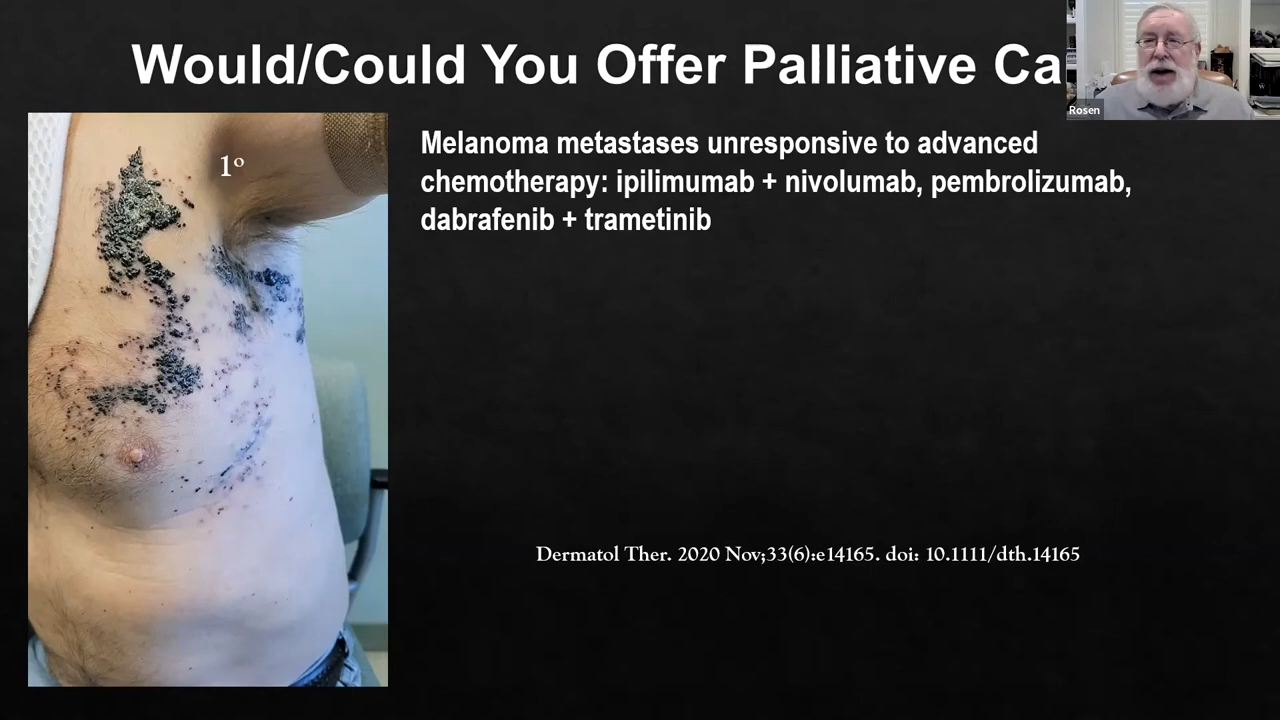 Would/Could You Offer Palliative Ca
Rosen
1º
Melanoma metastases unresponsive to advanced
chemotherapy: ipilimumab + nivolumab, pembrolizumab,
dabrafenib + trametinib
Dermatol Ther. 2020 Nov;33(6):e14165. doi: 10.1111/dth.14165